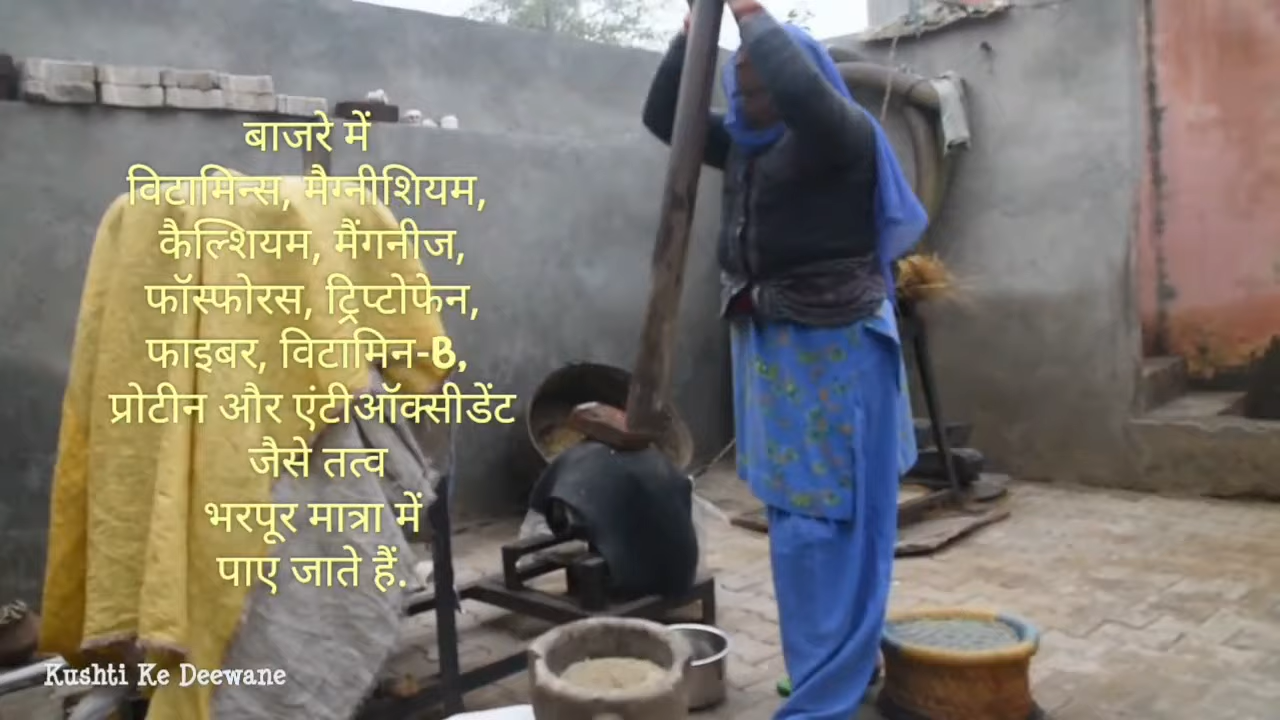 बाजरे में
विटामिन्स, मैग्नीशियम,
कैल्शियम, मैंगनीज,
फॉस्फोरस, ट्रिप्टोफेन,
फाइबर, विटामिन-B,
प्रोटीन और एंटीऑक्सीडेंट
जैसे तत्व
भरपूर मात्रा में
पाए जाते हैं.
Kushti Ke Deewane